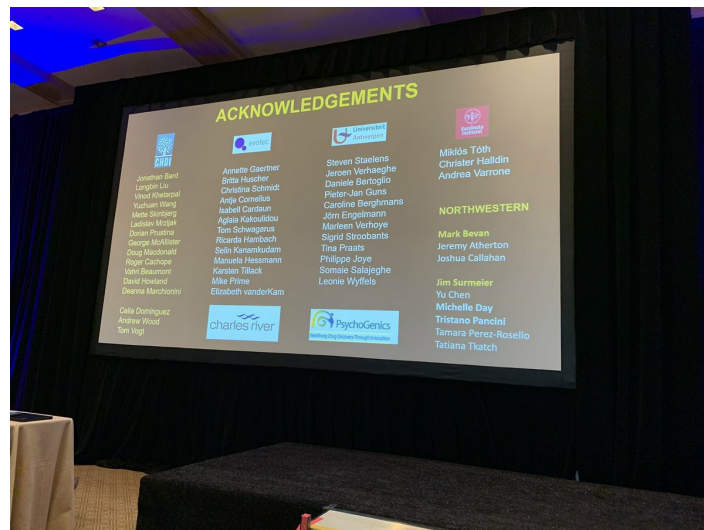 ACKNOWLEDGEMENTS
CHDI
Jonathan Bard
Longbin Liu
Vinod Khetarpal
Yuchuan Wang
Mette Skinbjerg
Ladislav Mrzljak
Dorian Prustina
George McAllister
Doug Macdonald
Roger Cachope
Vahri Beaumont
David Howland
Deanna Marchionini
Celia Dominguez
Andrew Wood
Tom Vogt
evotec
Annette Gaertner
Britta Huscher
Christina Schmidt
Antje Cornelius
Isabell Cardaun
Aglaia Kakoulidou
Tom Schwagarus
Ricarda Hambach
Selin Kanamkudam
Manuela Hessmann
Karsten Tillack
Mike Prime
Elizabeth vanderKam
charles river
Universiteit
Antwerpen
Steven Staelens
Jeroen Verhaeghe
Daniele Bertoglio
Pieter-Jan Guns
Caroline Berghmans
Jörn Engelmann
Marleen Verhoye
Sigrid Stroobants
Tina Praats
Philippe Joye
Somaie Salajeghe
Leonie Wyffels
PsychoGenics
Redefining Drug Discovery Through Innovation
Karolinska
Institutet
Miklós Tóth
Christer Halldin
Andrea Varrone
NORTHWESTERN
Mark Bevan
Jeremy Atherton
Joshua Callahan
Jim Surmeier
Yu Chen
Michelle Day
Tristano Pancini
Tamara Perez-Rosello
Tatiana Tkatch